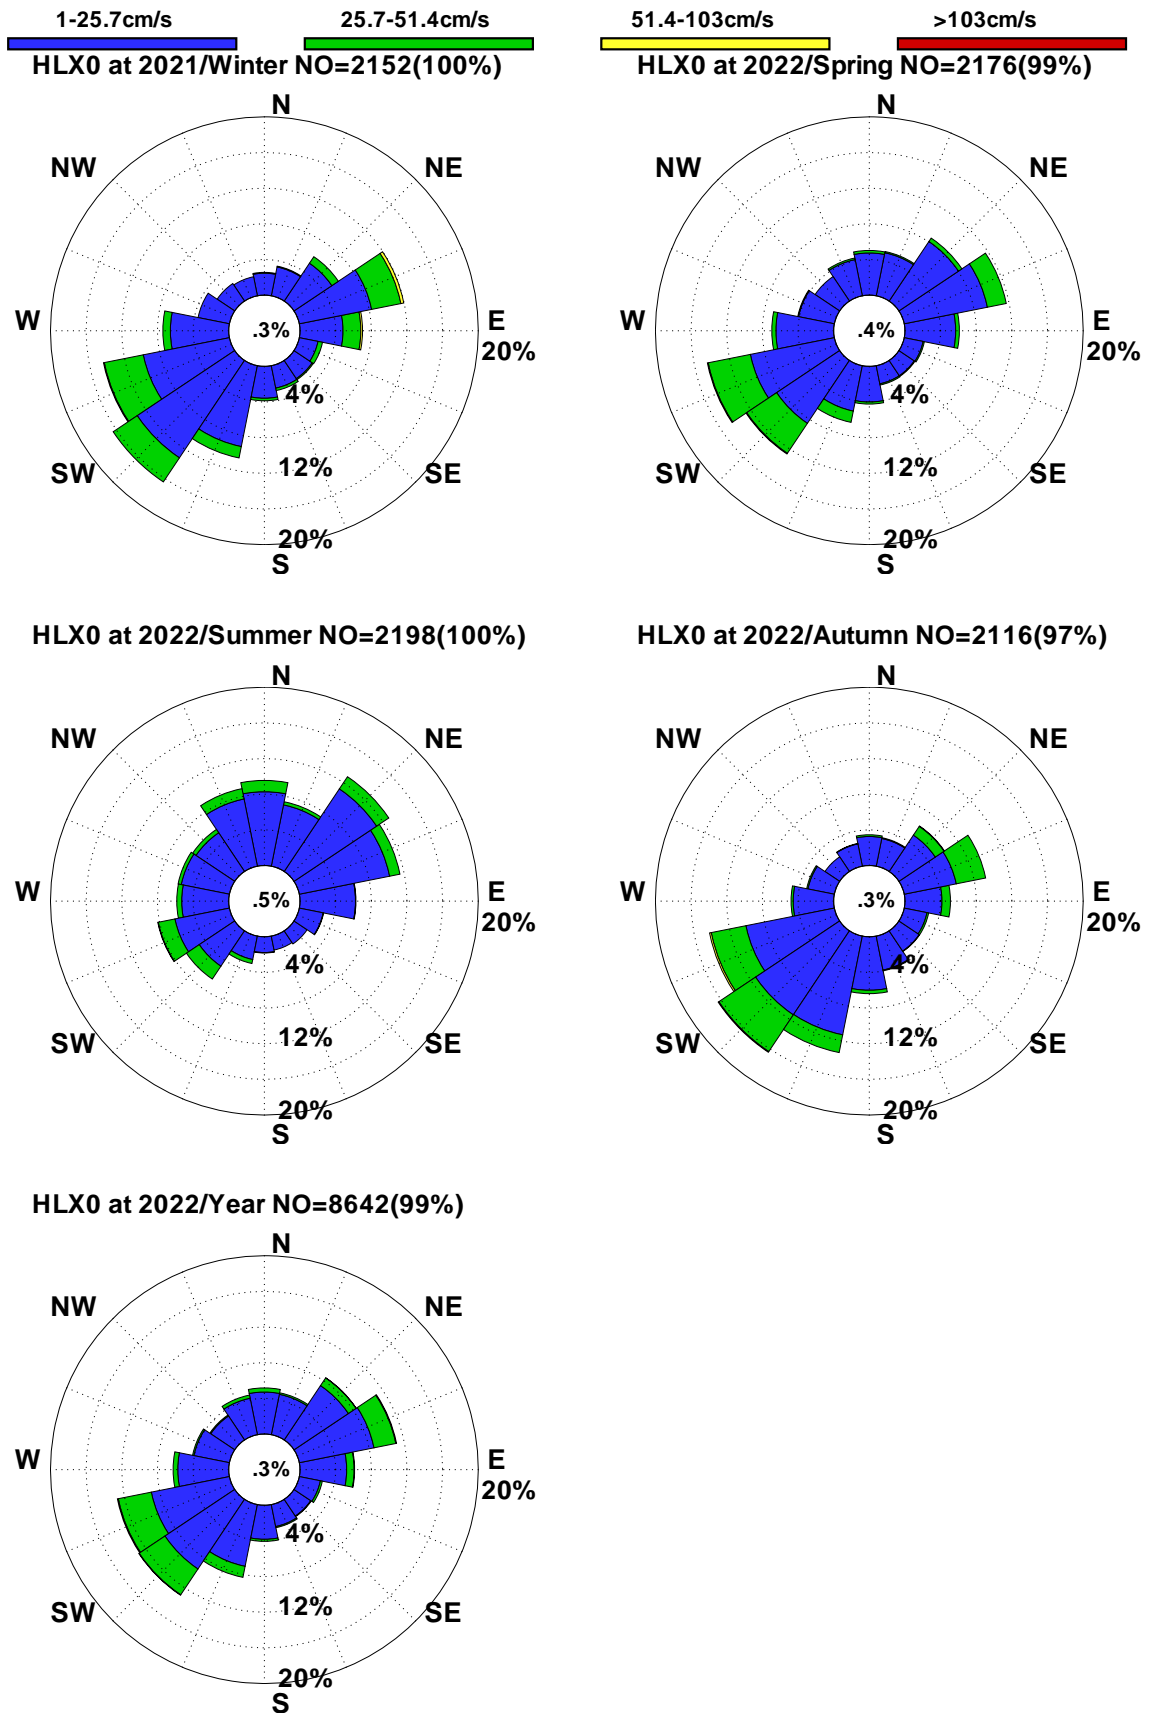 1-25.7cm/s 25.7-51.4cm/s 51.4-103cm/s >103cm/s
HLX0 at 2021/Winter NO=2152(100%)
N
NW NE
W .3% E
20%
4%
12%
SW SE
20%
S
HLX0 at 2022/Spring NO=2176(99%)
N
NW NE
W .4% E
20%
4%
12%
SW SE
20%
S
HLX0 at 2022/Summer NO=2198(100%)
N
NW NE
W .5% E
20%
4%
12%
SW SE
20%
S
HLX0 at 2022/Autumn NO=2116(97%)
N
NW NE
W .3% E
20%
4%
12%
SW SE
20%
S
HLX0 at 2022/Year NO=8642(99%)
N
NW NE
W .3% E
20%
4%
12%
SW SE
20%
S